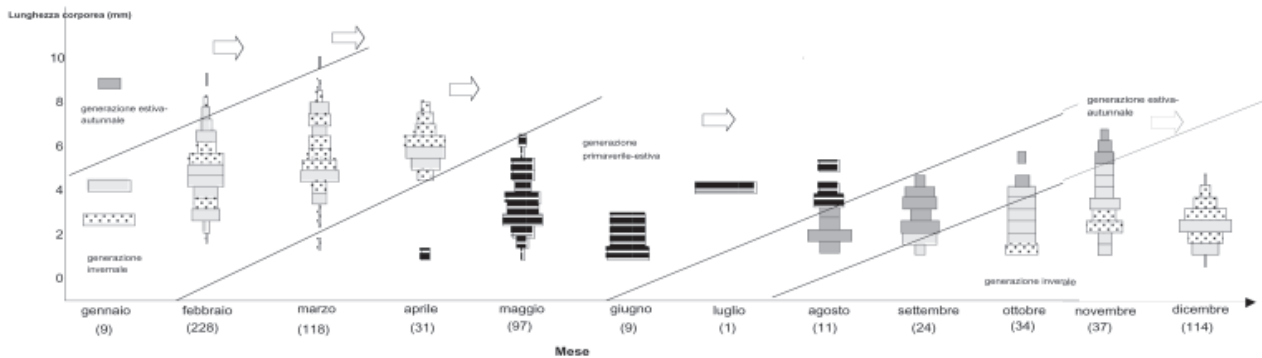 Lunghezza corporea (mm)
10
8
6
4
2
0
generazione estiva-
autunnale
generazione
invernale
generazione
primaverile-estiva
generazione estiva-
autunnale
generazione invergle
gennaio febbraio marzo aprile maggio giugno luglio agosto settembre ottobre novembre dicembre
(9) (228) (118) (31) (97) (9) (1) (11) (24) (34) (37) (114)
Mese